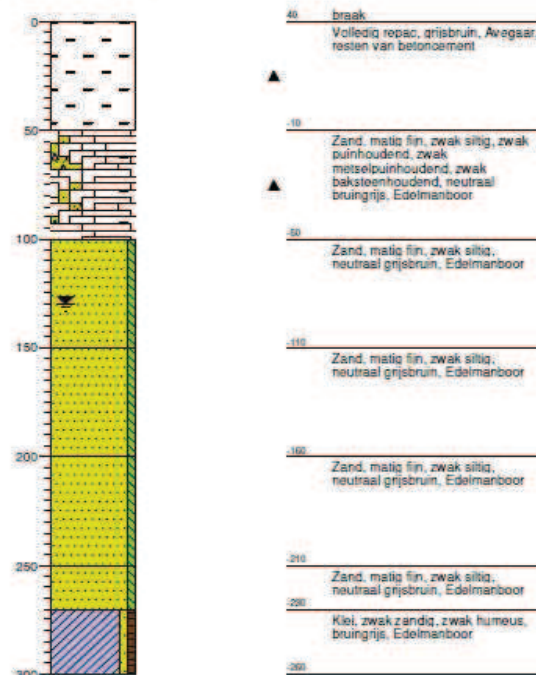 0
50
100
150
200
250
300
40
braak
Volledig repac, grijsbruin, Avegaar,
resten van betoncement
-10
Zand, matig fijn, zwak siltig, zwak
puinhoudend, zwak
metselpuinhoudend, zwak
baksteenhoudend, neutraal
bruingrijs, Edelmanboor
-60
Zand, matig fijn, zwak siltig,
neutraal grijsbruin, Edelmanboor
-110
Zand, matig fijn, zwak siltig,
neutraal grijsbruin, Edelmanboor
-160
Zand, matig fijn, zwak siltig,
neutraal grijsbruin, Edelmanboor
-210
Zand, matig fijn, zwak siltig,
neutraal grijsbruin, Edelmanboor
-230
Klei, zwak zandig, zwak humeus,
bruingrijs, Edelmanboor
-260